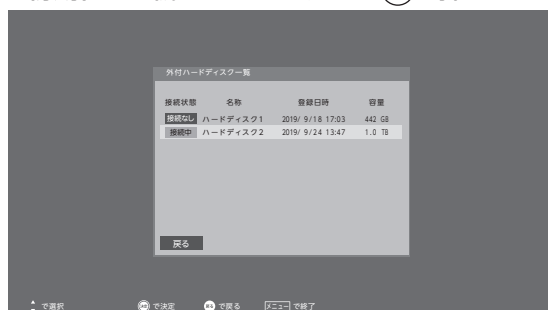 外付ハードディスク一覧
接続状態 名称 登録日時 容量
接続なし ハードディスク1 2019/ 9/18 17:03 442 GB
接続中 ハードディスク2 2019/ 9/24 13:47 1.0 TB
戻る
で選択 で決定 戻る で戻る メニュー で終了